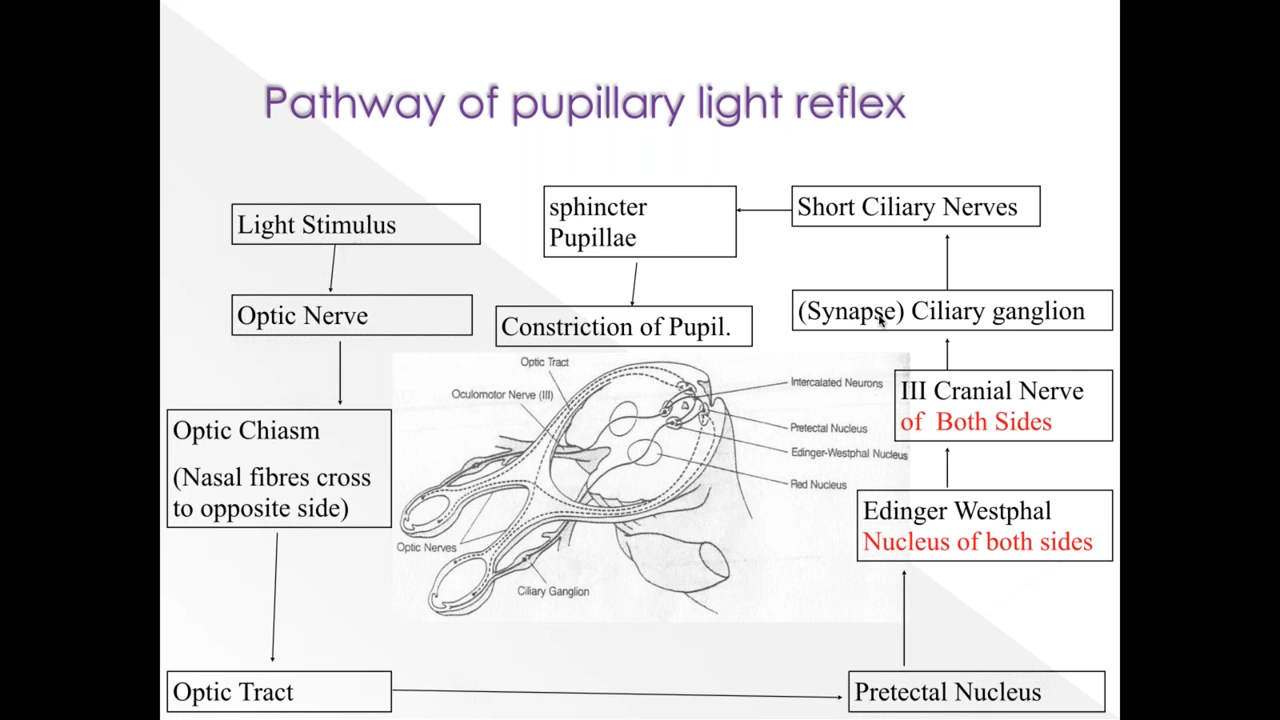 Pathway of pupillary light reflex
Light Stimulus
Optic Nerve
Optic Chiasm
(Nasal fibres cross
to opposite side)
Optic Tract
Pretectal Nucleus
Edinger Westphal
Nucleus of both sides
III Cranial Nerve
of Both Sides
(Synapse) Ciliary ganglion
Short Ciliary Nerves
sphincter
Pupillae
Constriction of Pupil.
Optic Tract
Oculomotor Nerve (III)
Intercalated Neurons
Pretectal Nucleus
Edinger-Westphal Nucleus
Red Nucleus
Optic Nerves
Ciliary Ganglion